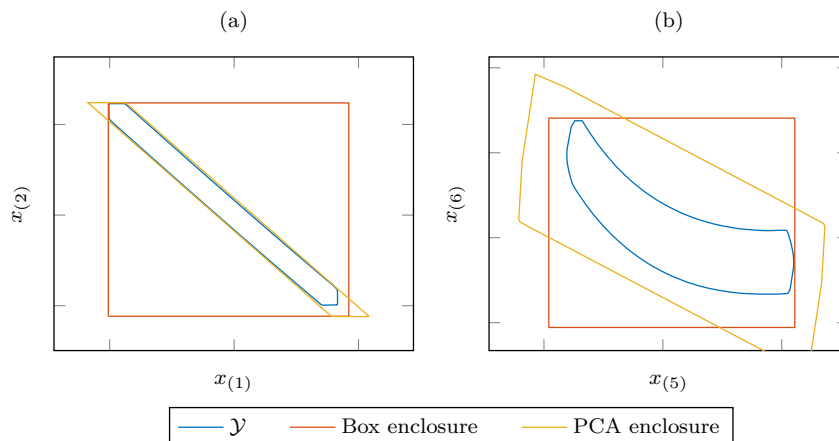 (a)
(b)
x(2)
x(6)
x(1)
x(5)
𝒴
Box enclosure
PCA enclosure